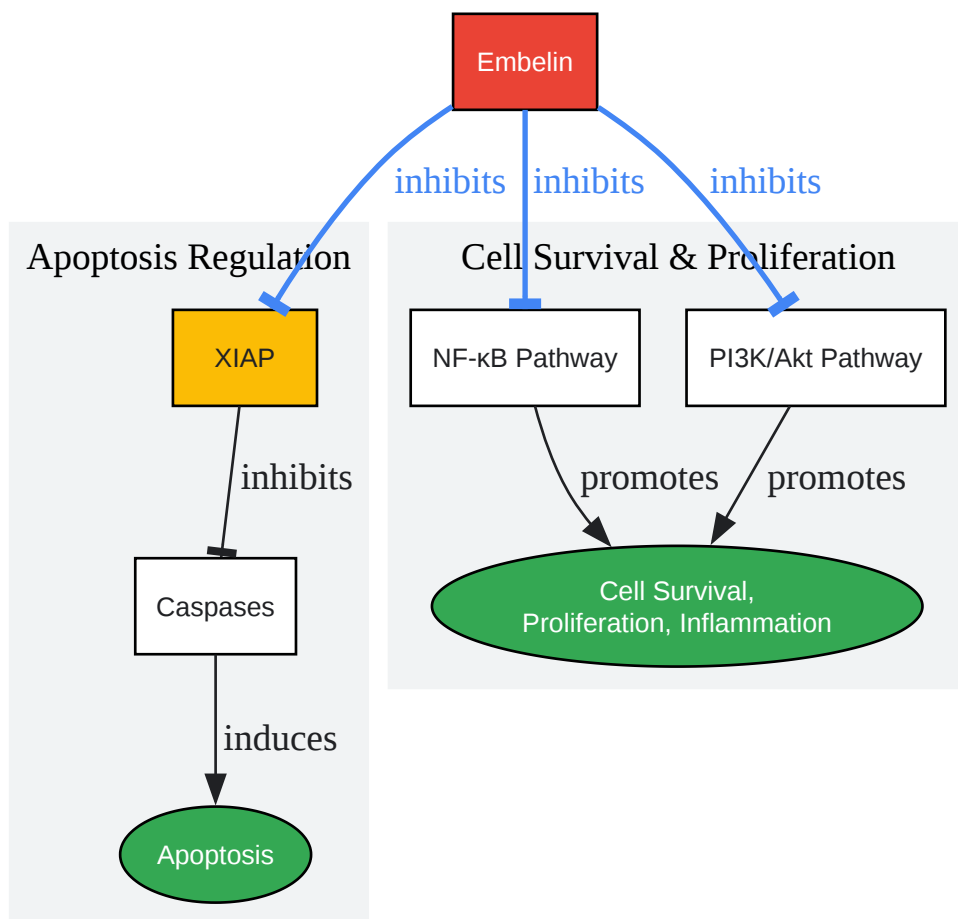 Embelin
inhibits
inhibits
inhibits
Apoptosis Regulation
Cell Survival & Proliferation
XIAP
NF-κB Pathway
PI3K/Akt Pathway
inhibits
promotes
promotes
Caspases
Cell Survival,
Proliferation, Inflammation
induces
Apoptosis